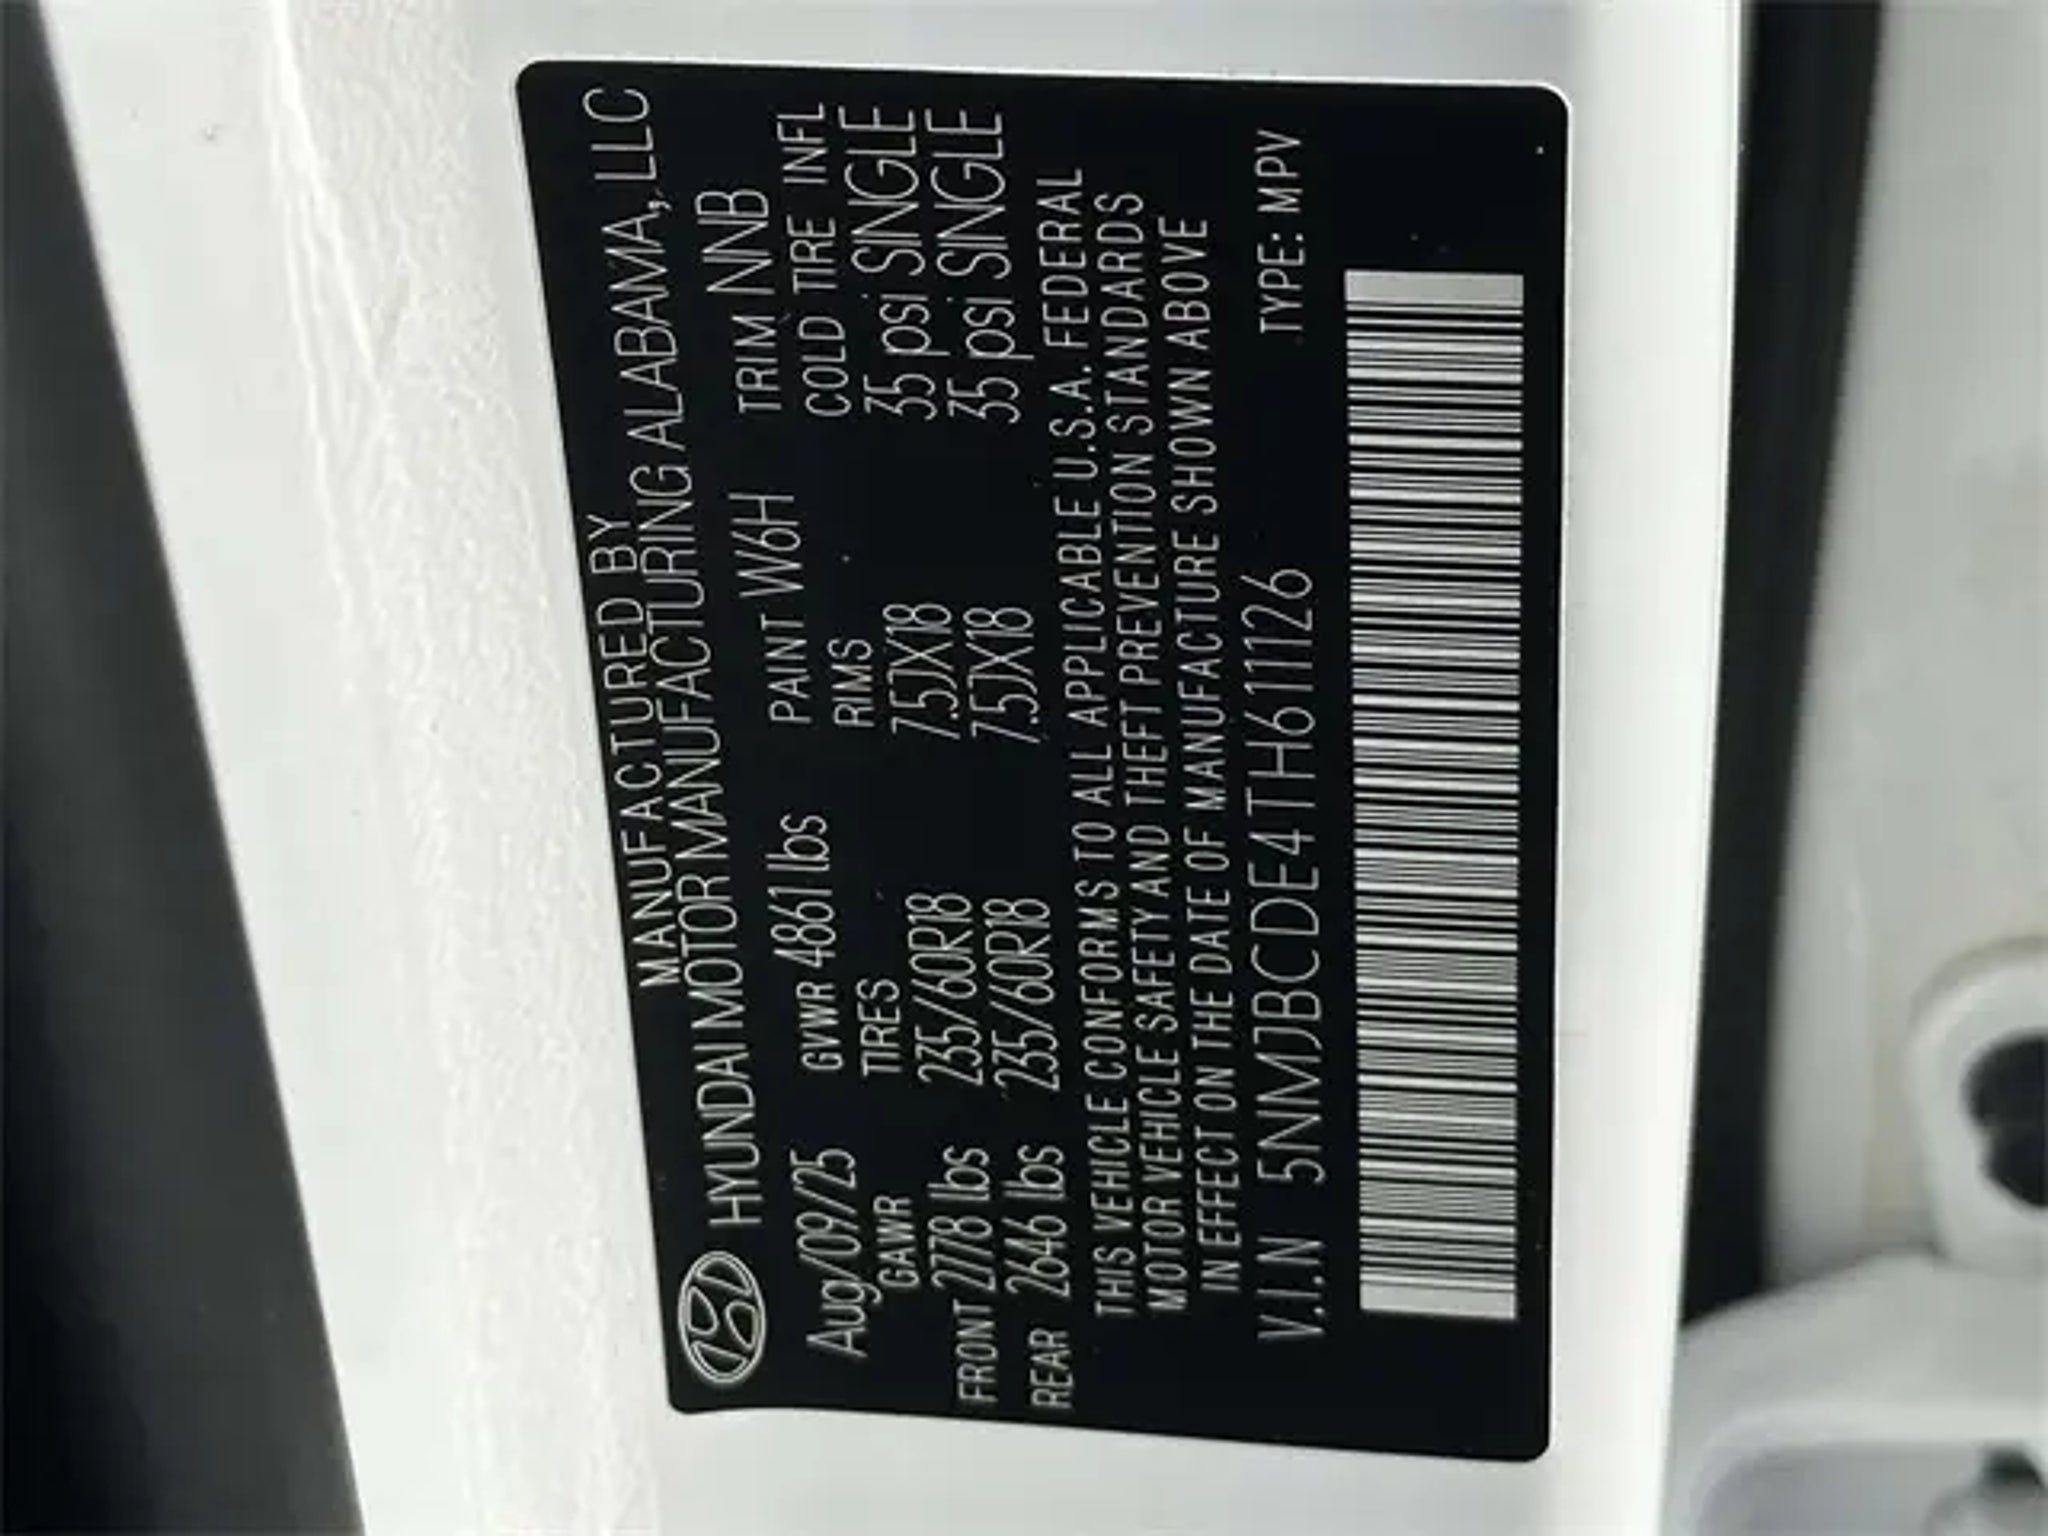 MANUFACTURED BY
HYUNDAI MOTOR MANUFACTURING ALABAMA, LLC
Aug/09/25 GVWR 4861 lbs PAINT W6H TRIM NNB
GAWR TIRES RIMS COLD TIRE INFL
FRONT 2778 lbs 235/60R18 7.5JX18 35 psi SINGLE
REAR 2646 lbs 235/60R18 7.5JX18 35 psi SINGLE
THIS VEHICLE CONFORMS TO ALL APPLICABLE U.S.A. FEDERAL
MOTOR VEHICLE SAFETY AND THEFT PREVENTION STANDARDS
IN EFFECT ON THE DATE OF MANUFACTURE SHOWN ABOVE
V.I.N 5NMJBCDE4TH611126 TYPE: MPV